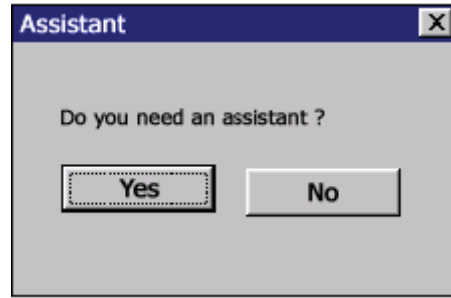 Assistant X
Do you need an assistant ?
Yes No